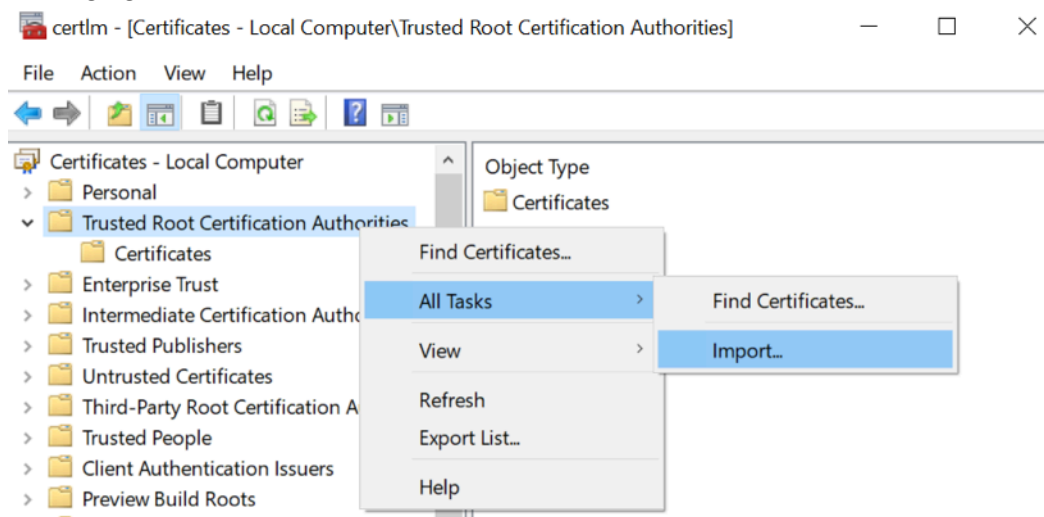 certlm - [Certificates - Local Computer\Trusted Root Certification Authorities]
File Action View Help
Certificates - Local Computer
Personal
Trusted Root Certification Authorities
Certificates
Enterprise Trust
Intermediate Certification Autho
Trusted Publishers
Untrusted Certificates
Third-Party Root Certification A
Trusted People
Client Authentication Issuers
Preview Build Roots
Object Type
Certificates
Find Certificates...
All Tasks
View
Refresh
Export List...
Help
Find Certificates...
Import...